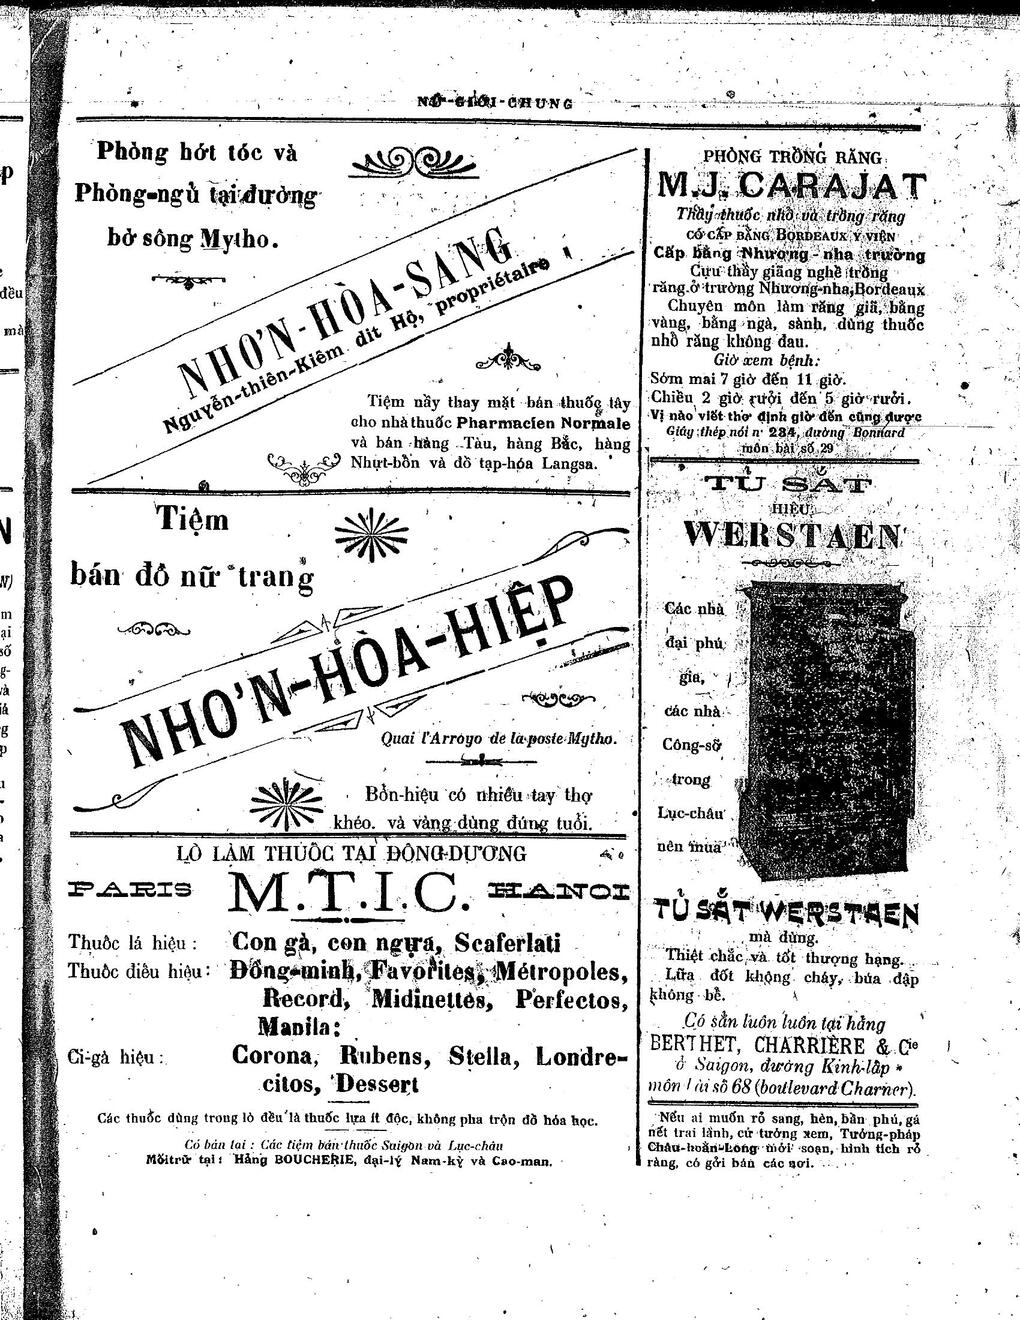 NỮ-GIỚI-CHUNG
Phòng hớt tóc và
Phòng-ngủ tại đường
bờ sông Mytho.
NHƠN-HÒA-SANG
Nguyễn-thiên-Kiêm dit Hộ, propriétaire
Tiệm nầy thay mặt bán thuốc tây
cho nhà thuốc Pharmacien Normale
và bán hàng Tàu, hàng Bắc, hàng
Nhựt-bổn và đồ tạp-hóa Langsa.
Tiệm
bán đồ nữ trang
NHƠN-HÒA-HIỆP
Quai l'Arroyo de la poste Mytho.
Bổn-hiệu có nhiều tay thợ
khéo. và vàng dùng đúng tuổi.
LÒ LÀM THUỐC TẠI ĐÔNG-DƯƠNG
PARIS M.T.I.C. HANOI
Thuốc lá hiệu : Con gà, con ngựa, Scaferlati
Thuốc điếu hiệu : Đồng-minh, Favorites, Métropoles,
Record, Midinettes, Perfectos,
Manila:
Ci-gà hiệu : Corona, Rubens, Stella, Londre-
citos, Dessert
Các thuốc dùng trong lò đều là thuốc lựa ít độc, không pha trộn đồ hóa học.
Có bán tại : Các tiệm bán thuốc Saigon và Lục-châu
Môi trữ tại : Hảng BOUCHERIE, đại-lý Nam-kỳ và Cao-man.
PHÒNG TRỒNG RĂNG
M.J. CARAJAT
Thầy thuốc nhổ và trồng răng
CÓ CẤP BẰNG BORDEAUX Y VIỆN
Cấp bằng Nhương-nha trường
Cựu thầy giảng nghề trồng
răng ở trường Nhương-nha, Bordeaux
Chuyên môn làm răng giả, bằng
vàng, bằng ngà, sành, dùng thuốc
nhổ răng không đau.
Giờ xem bệnh:
Sớm mai 7 giờ đến 11 giờ.
Chiều 2 giờ rưởi đến 5 giờ rưởi.
Vị nào viết thơ định giờ đến cũng được
Giây thép nói nº 234, đường Bonnard
môn bài số 29
TỦ SẮT
HIỆU
WERSTAEN
Các nhà
đại phú
gia,
các nhà
Công-sở
trong
Lục-châu
nên mua
TỦ SẮT WERSTAEN
mà dùng.
Thiệt chắc và tốt thượng hạng.
Lửa đốt không cháy, búa đập
không bể.
Có sẵn luôn luôn tại hảng
BERTHET, CHARRIÈRE & Cie
ở Saigon, đường Kinh-lấp
môn bài số 68 (boulevard Charner).
Nếu ai muốn rỏ sang, hèn, bần phú, gả
nết trai lành, cứ tướng xem, Tướng-pháp
Châu-hoàn-Long mới soạn, hình tích rỏ
ràng, có gởi bán các nơi.